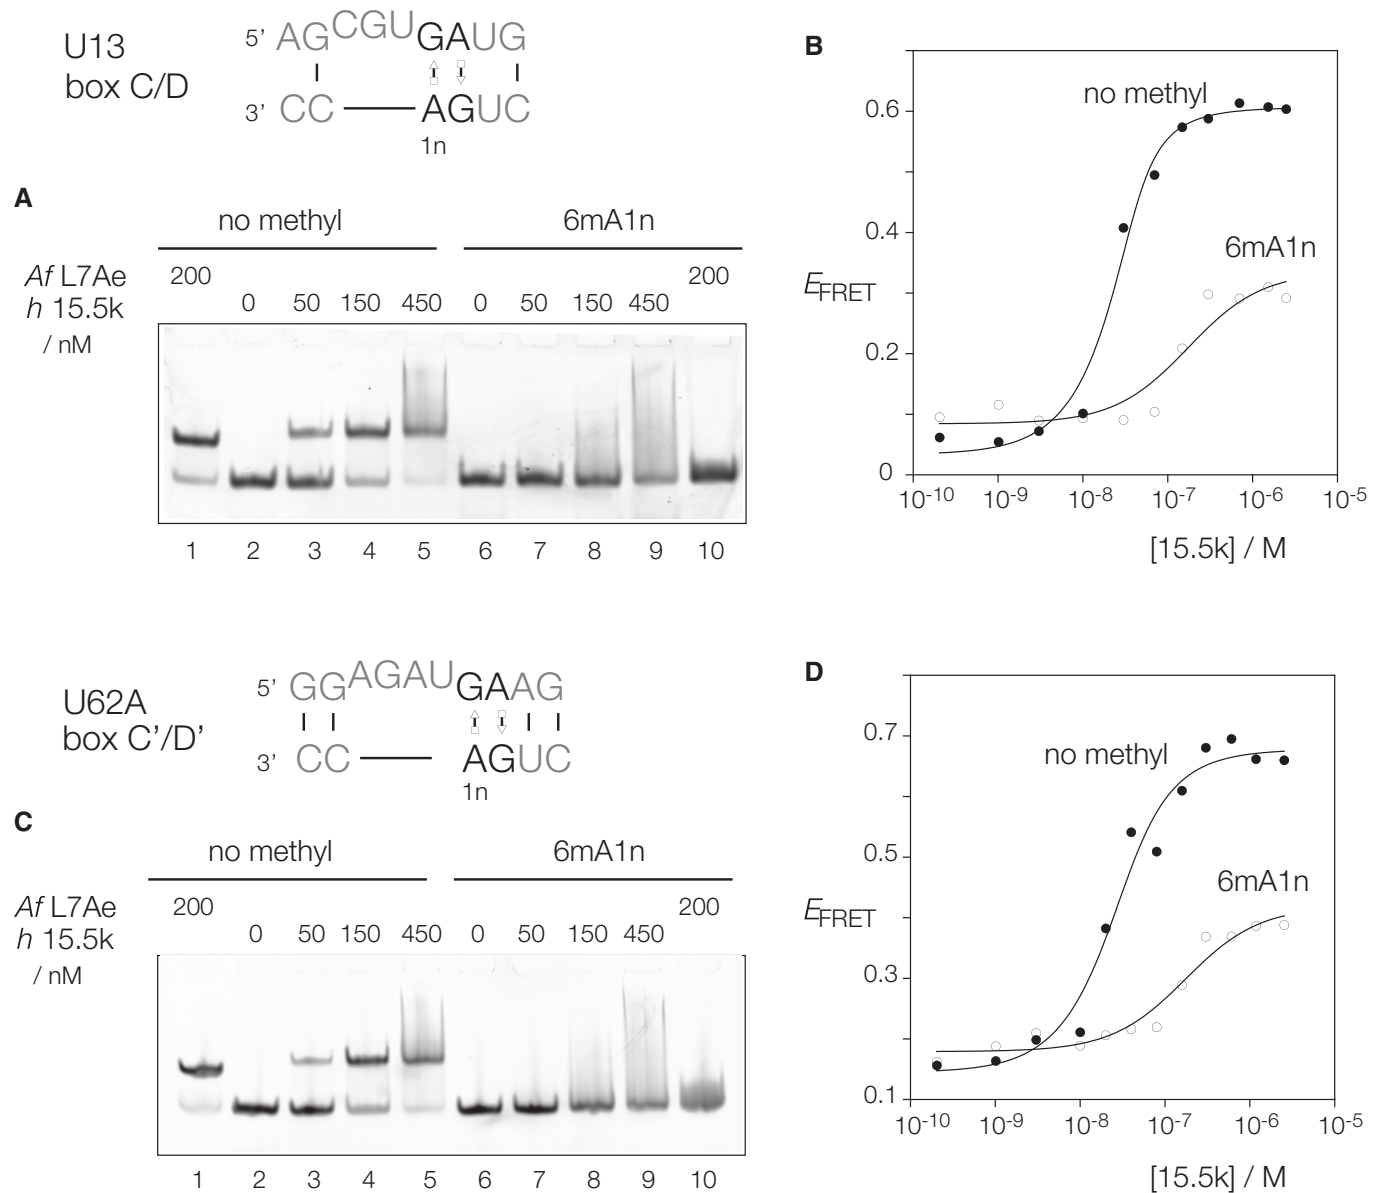 U13
box C/D
5’ AGCGUGAUG
3’ CC AGUC
1n
A
no methyl 6mA1n
Af L7Ae 200 200
h 15.5k 0 50 150 450 0 50 150 450
/ nM
1 2 3 4 5 6 7 8 9 10
B
no methyl
6mA1n
EFRET
0.6
0.4
0.2
0
10-10 10-9 10-8 10-7 10-6 10-5
[15.5k] / M
U62A
box C’/D’
5’ GGAGAUGAAG
3’ CC AGUC
1n
C
no methyl 6mA1n
Af L7Ae 200 200
h 15.5k 0 50 150 450 0 50 150 450
/ nM
1 2 3 4 5 6 7 8 9 10
D
no methyl
6mA1n
EFRET
0.7
0.5
0.3
0.1
10-10 10-9 10-8 10-7 10-6 10-5
[15.5k] / M